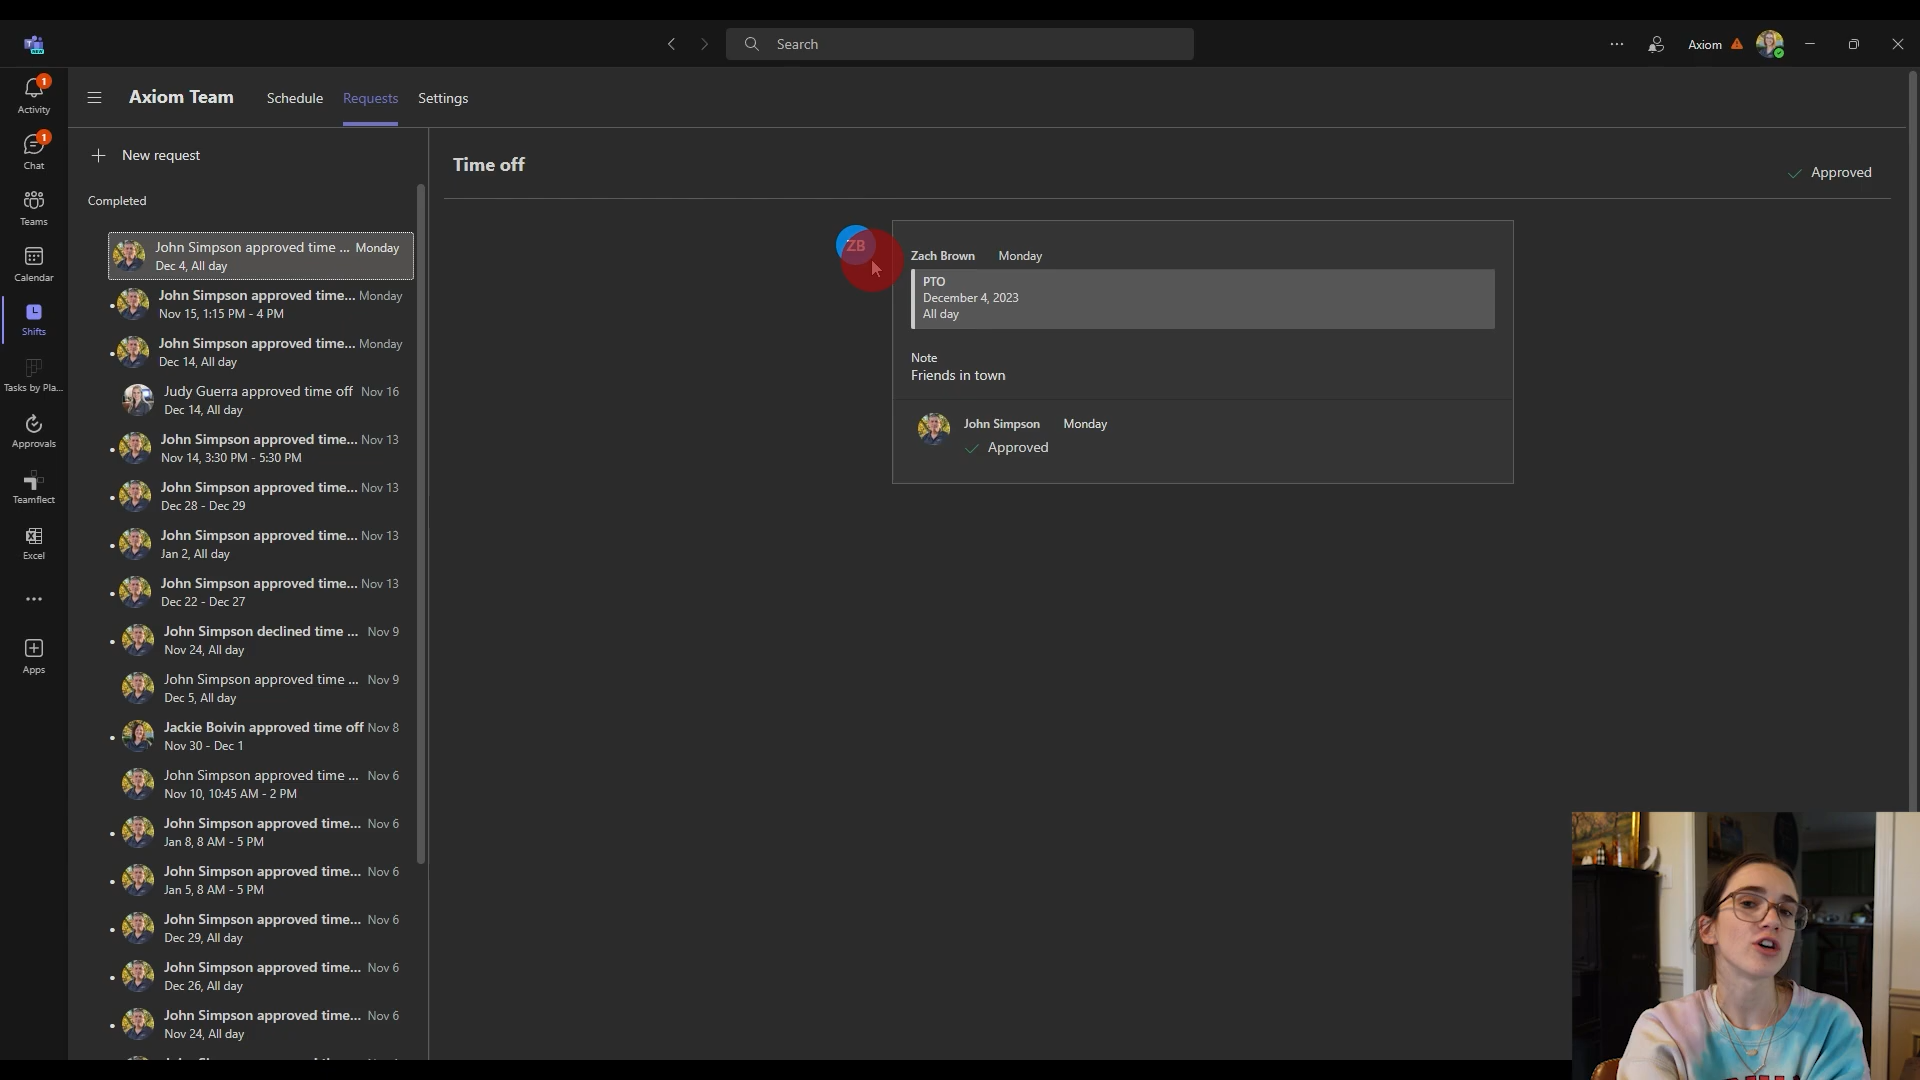 Search
Axiom
1
Activity
1
Chat
Teams
Calendar
Shifts
Tasks by Pla...
Approvals
Teamflect
Excel
Apps
Axiom Team
Schedule
Requests
Settings
New request
Completed
John Simpson approved time ... Monday
Dec 4, All day
John Simpson approved time... Monday
Nov 15, 1:15 PM - 4 PM
John Simpson approved time... Monday
Dec 14, All day
Judy Guerra approved time off Nov 16
Dec 14, All day
John Simpson approved time... Nov 13
Nov 14, 3:30 PM - 5:30 PM
John Simpson approved time... Nov 13
Dec 28 - Dec 29
John Simpson approved time... Nov 13
Jan 2, All day
John Simpson approved time... Nov 13
Dec 22 - Dec 27
John Simpson declined time ... Nov 9
Nov 24, All day
John Simpson approved time ... Nov 9
Dec 5, All day
Jackie Boivin approved time off Nov 8
Nov 30 - Dec 1
John Simpson approved time ... Nov 6
Nov 10, 10:45 AM - 2 PM
John Simpson approved time... Nov 6
Jan 8, 8 AM - 5 PM
John Simpson approved time... Nov 6
Jan 5, 8 AM - 5 PM
John Simpson approved time... Nov 6
Dec 29, All day
John Simpson approved time... Nov 6
Dec 26, All day
John Simpson approved time... Nov 6
Nov 24, All day
Time off
Approved
ZB
Zach Brown Monday
PTO
December 4, 2023
All day
Note
Friends in town
John Simpson Monday
Approved